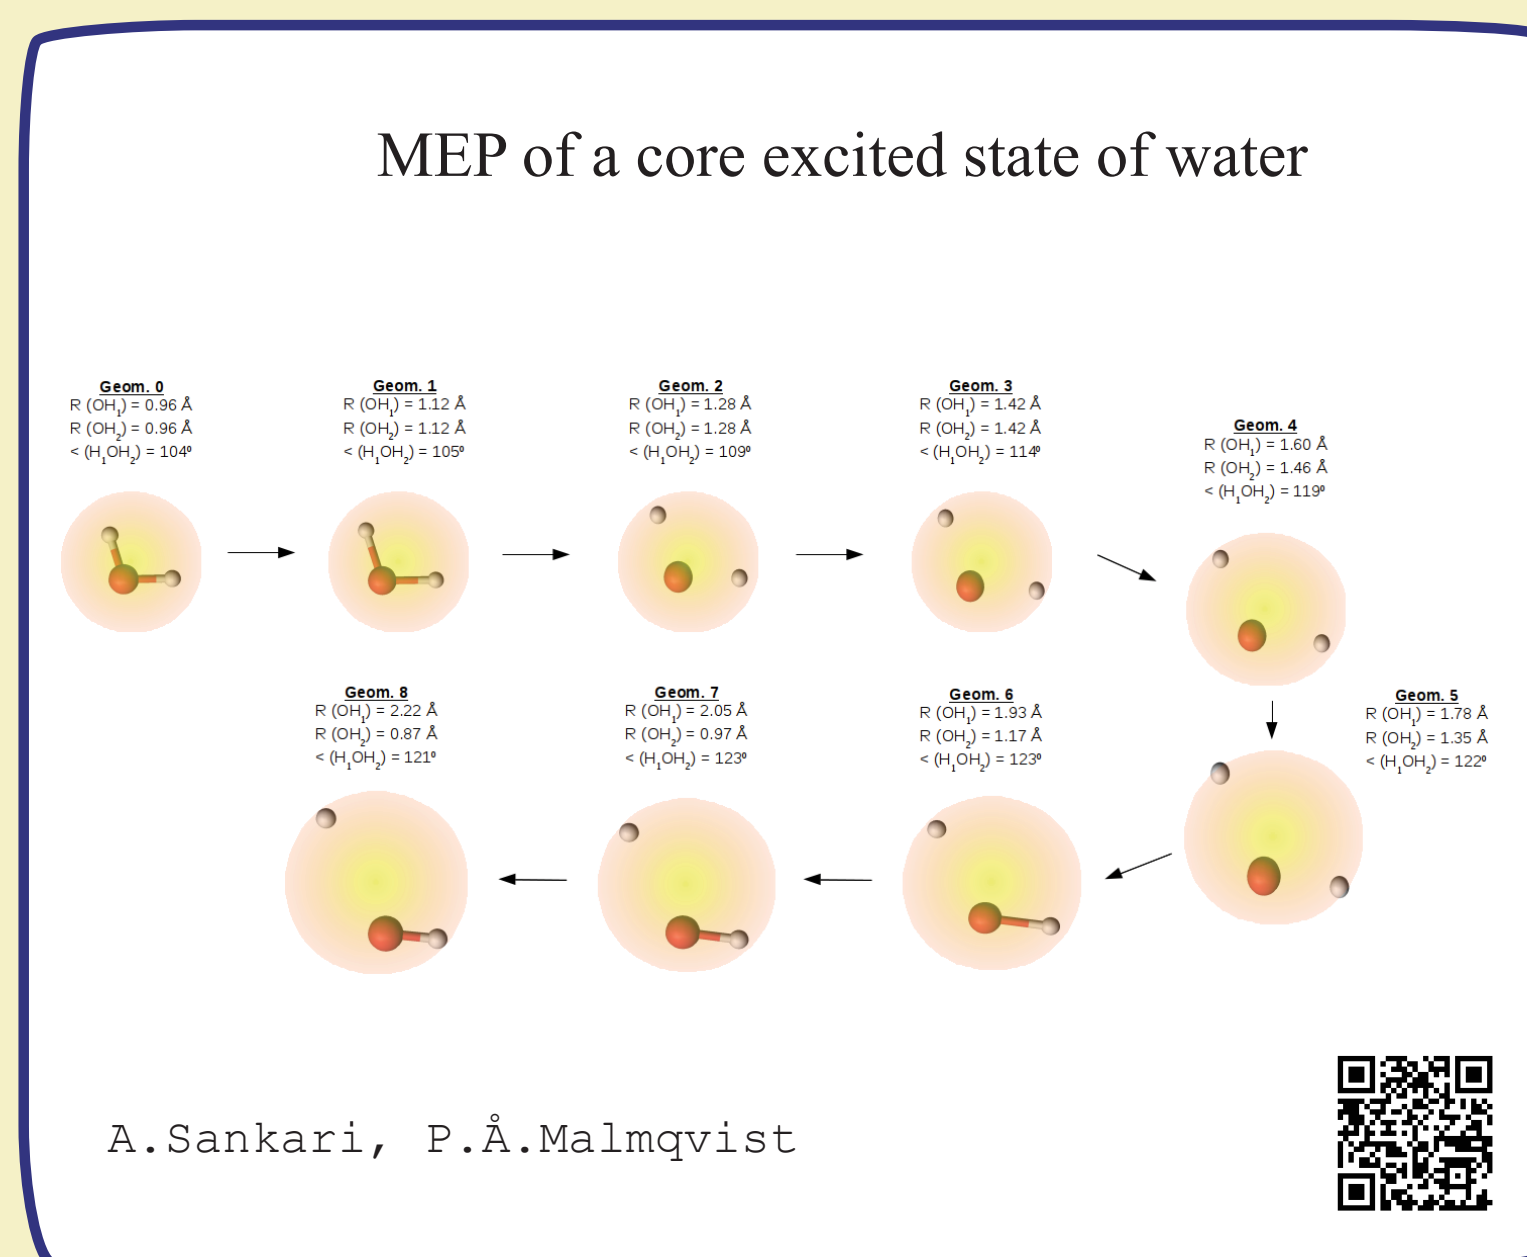 MEP of a core excited state of water
Geom. 0
R (OH₁) = 0.96 Å
R (OH₂) = 0.96 Å
< (H₁OH₂) = 104º
Geom. 1
R (OH₁) = 1.12 Å
R (OH₂) = 1.12 Å
< (H₁OH₂) = 105º
Geom. 2
R (OH₁) = 1.28 Å
R (OH₂) = 1.28 Å
< (H₁OH₂) = 109º
Geom. 3
R (OH₁) = 1.42 Å
R (OH₂) = 1.42 Å
< (H₁OH₂) = 114º
Geom. 4
R (OH₁) = 1.60 Å
R (OH₂) = 1.46 Å
< (H₁OH₂) = 119º
Geom. 5
R (OH₁) = 1.78 Å
R (OH₂) = 1.35 Å
< (H₁OH₂) = 122º
Geom. 6
R (OH₁) = 1.93 Å
R (OH₂) = 1.17 Å
< (H₁OH₂) = 123º
Geom. 7
R (OH₁) = 2.05 Å
R (OH₂) = 0.97 Å
< (H₁OH₂) = 123º
Geom. 8
R (OH₁) = 2.22 Å
R (OH₂) = 0.87 Å
< (H₁OH₂) = 121º
A.Sankari, P.Å.Malmqvist